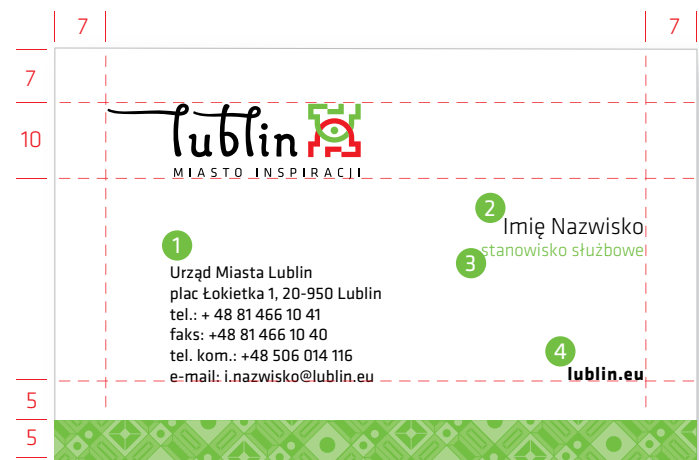 7
7
7
10
lublin
MIASTO INSPIRACJI
2
Imię Nazwisko
3
stanowisko służbowe
1
Urząd Miasta Lublin
plac Łokietka 1, 20-950 Lublin
tel.: + 48 81 466 10 41
faks: +48 81 466 10 40
tel. kom.: +48 506 014 116
e-mail: i.nazwisko@lublin.eu
4
lublin.eu
5
5